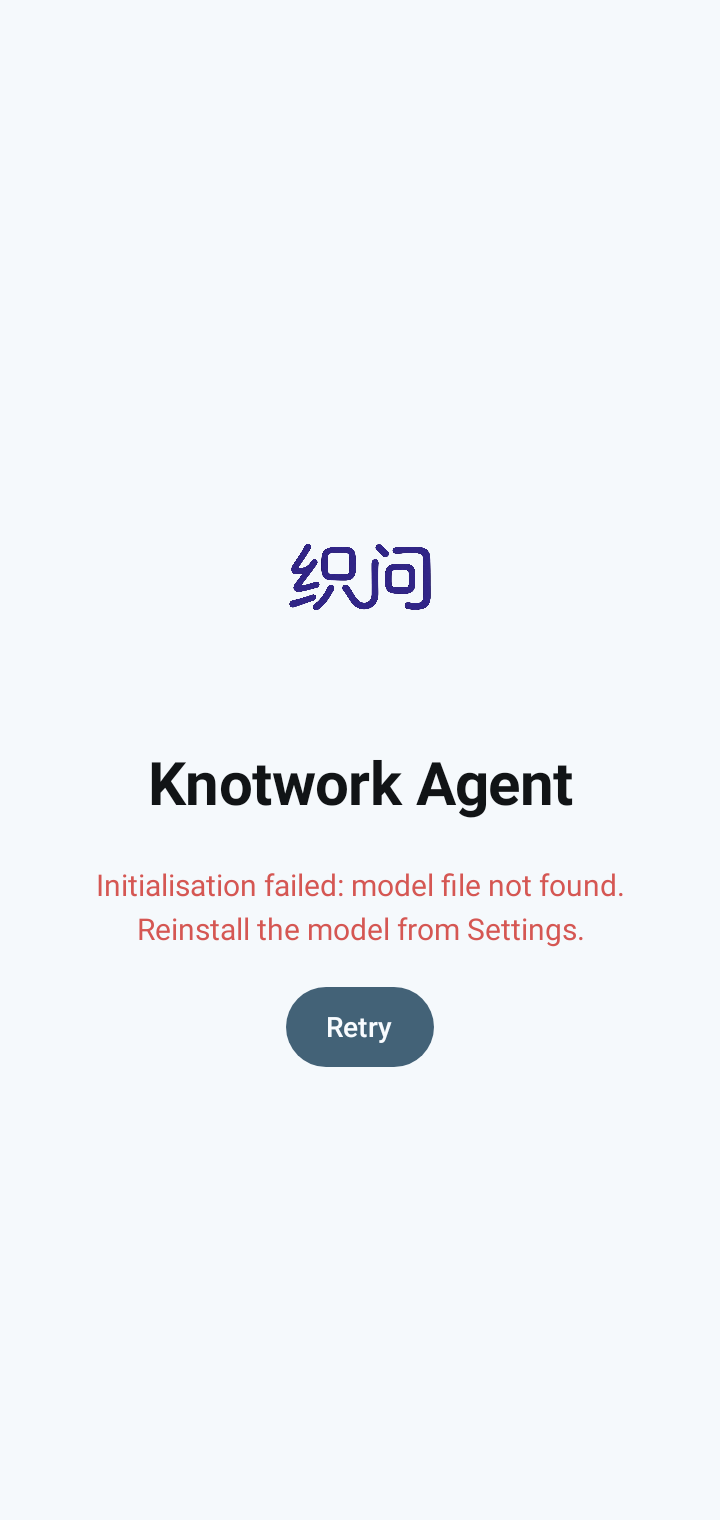 织问
Knotwork Agent
Initialisation failed: model file not found.
Reinstall the model from Settings.
Retry